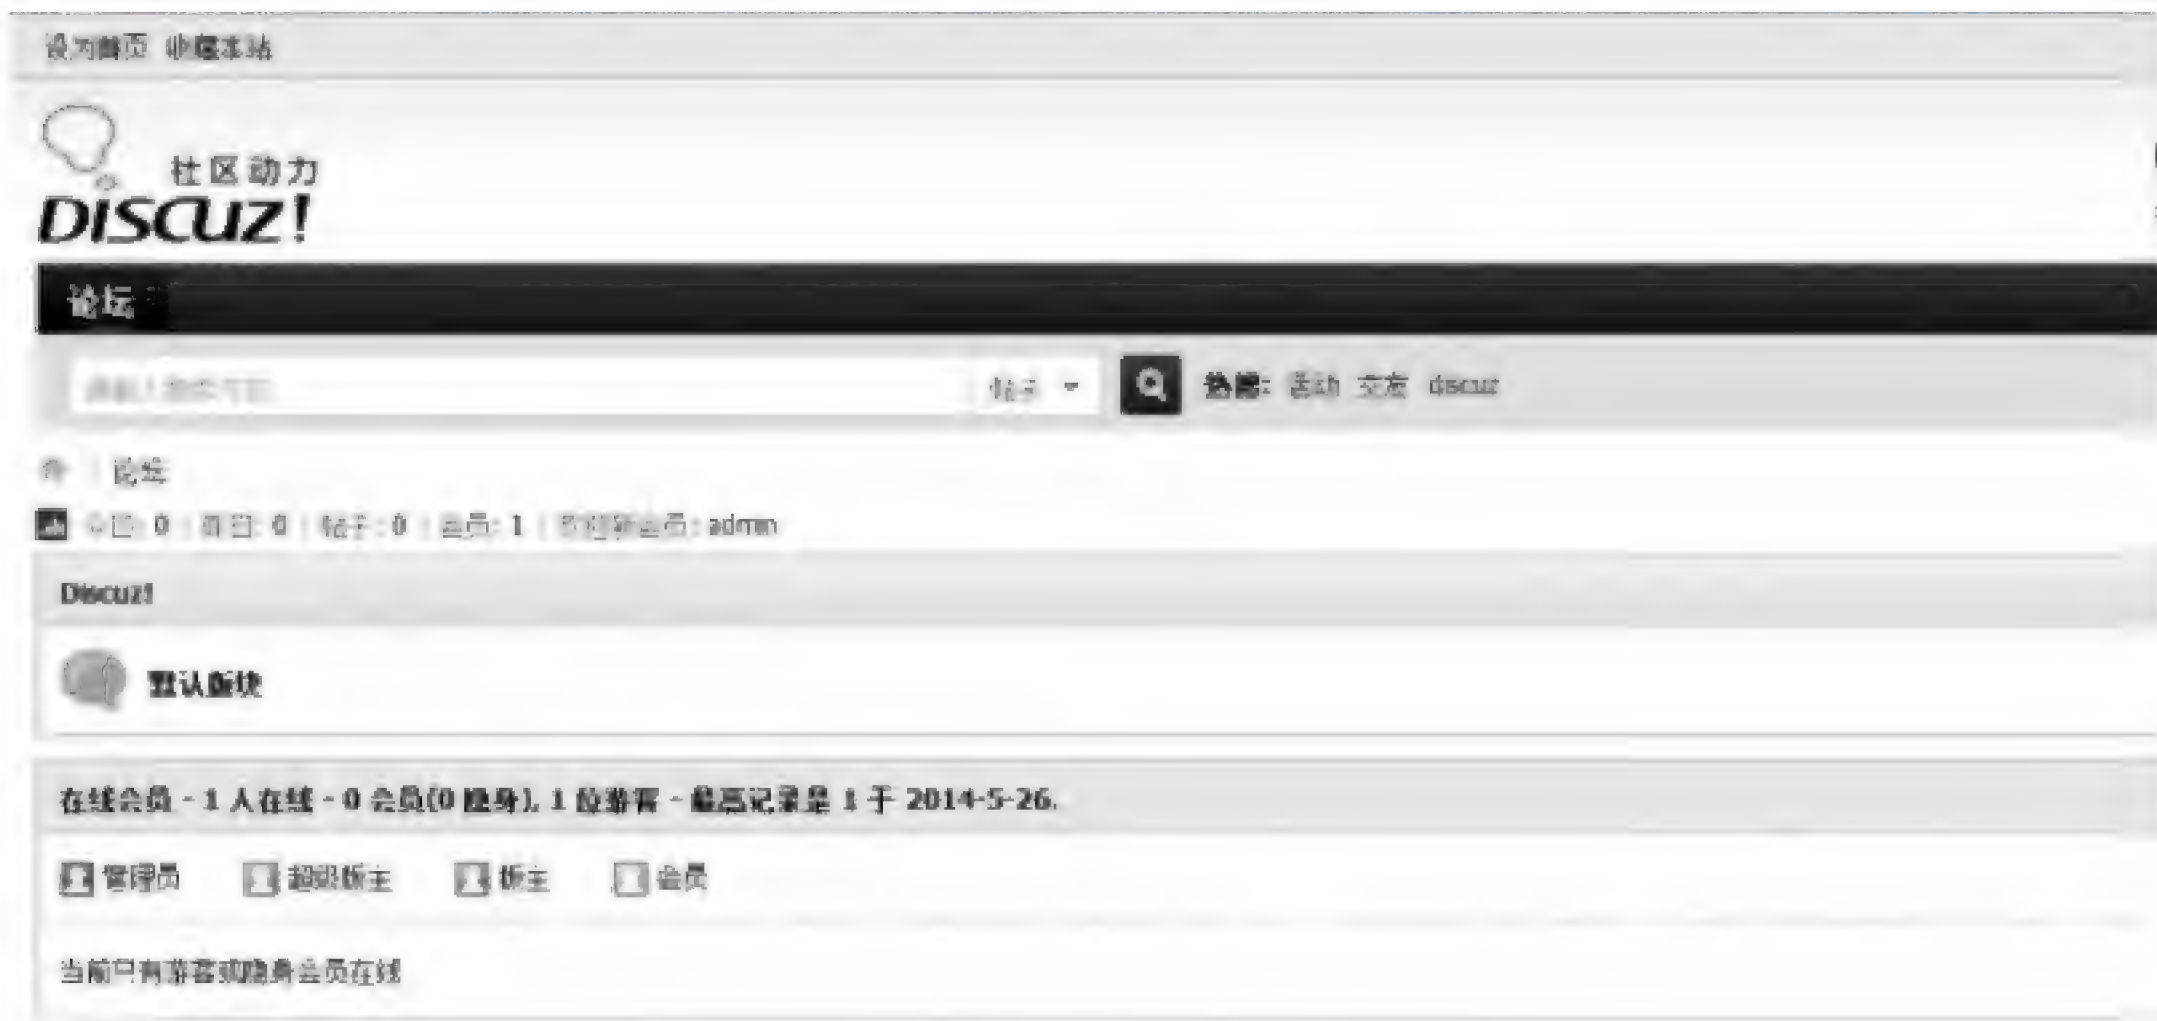 设为首页 收藏本站
社区动力
DISCUZ!
论坛
帖子
热搜: 活动 交友 discuz
论坛
今日: 0 | 昨日: 0 | 帖子: 0 | 会员: 1 | 欢迎新会员: admin
Discuz!
默认版块
在线会员 - 1 人在线 - 0 会员(0 隐身), 1 位游客 - 最高记录是 1 于 2014-5-26.
管理员 超级版主 版主 会员
当前只有游客或隐身会员在线